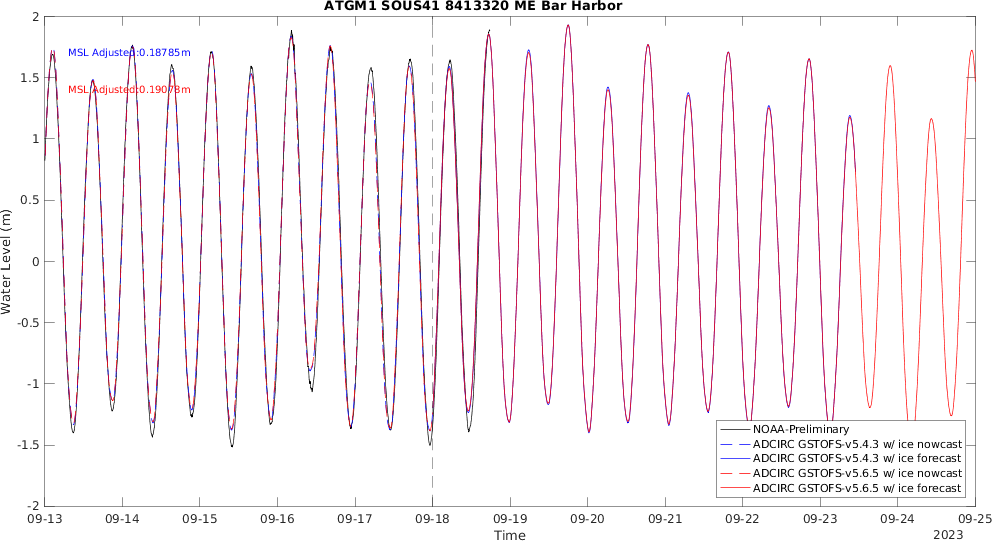 ATGM1 SOUS41 8413320 ME Bar Harbor
Water Level (m)
2
1.5
1
0.5
0
-0.5
-1
-1.5
-2
MSL Adjusted:0.18785m
MSL Adjusted:0.19078m
NOAA-Preliminary
ADCIRC GSTOFS-v5.4.3 w/ ice nowcast
ADCIRC GSTOFS-v5.4.3 w/ ice forecast
ADCIRC GSTOFS-v5.6.5 w/ ice nowcast
ADCIRC GSTOFS-v5.6.5 w/ ice forecast
09-13 09-14 09-15 09-16 09-17 09-18 09-19 09-20 09-21 09-22 09-23 09-24 09-25
Time
2023